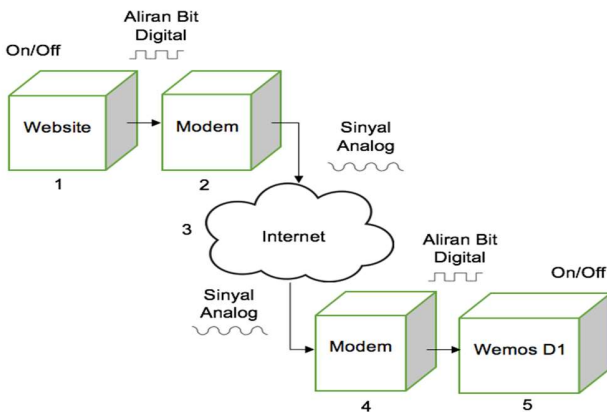 On/Off
Aliran Bit
Digital
Website
Modem
1
2
Sinyal
Analog
3
Internet
Aliran Bit
Digital
On/Off
Sinyal
Analog
Modem
Wemos D1
4
5